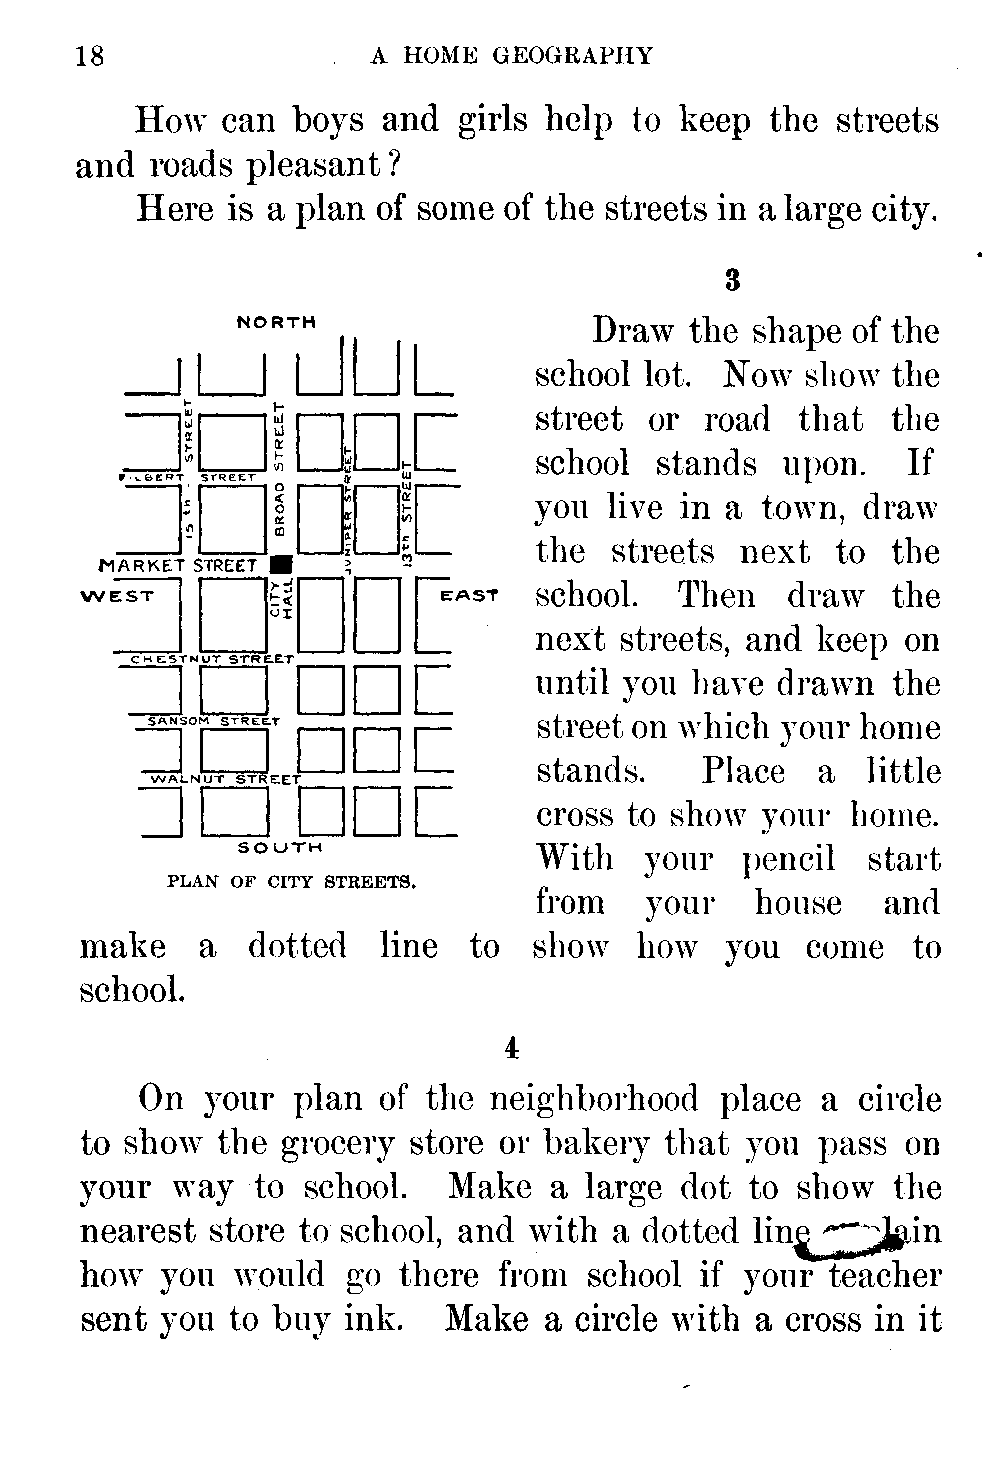 18 A HOME GEOGRAPHY
How can boys and girls help to keep the streets
and roads pleasant?
Here is a plan of some of the streets in a large city.
NORTH
STREET
BROAD STREET
STREET
13th STREET
STREET
15th
MARKET STREET
WEST
CITY
HALL
EAST
CHESTNUT STREET
SANSOM STREET
WALNUT STREET
SOUTH
PLAN OF CITY STREETS.
3
Draw the shape of the
school lot. Now show the
street or road that the
school stands upon. If
you live in a town, draw
the streets next to the
school. Then draw the
next streets, and keep on
until you have drawn the
street on which your home
stands. Place a little
cross to show your home.
With your pencil start
from your house and
make a dotted line to show how you come to
school.
4
On your plan of the neighborhood place a circle
to show the grocery store or bakery that you pass on
your way to school. Make a large dot to show the
nearest store to school, and with a dotted line
how you would go there from school if your teacher
sent you to buy ink. Make a circle with a cross in it